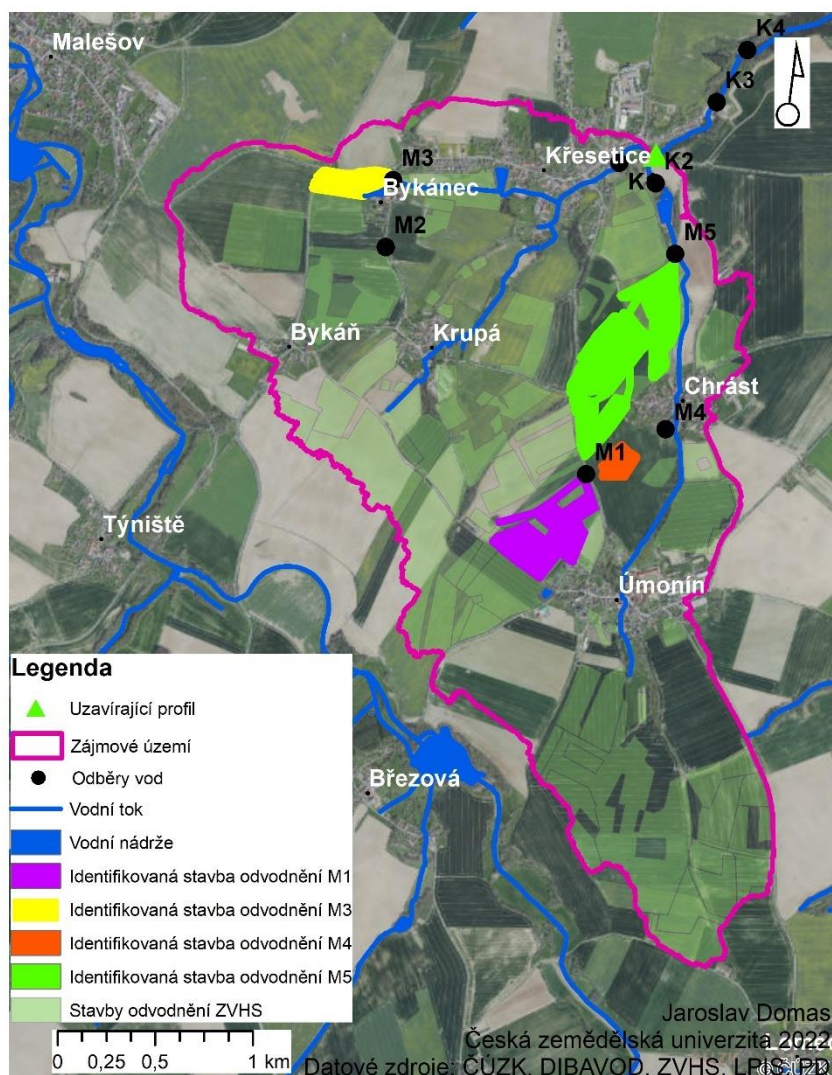 Malešov
K4
K3
M3
Křesetice
K2
Bykánec
K
M2
M5
Bykáň
Krupá
Chrást
M4
M1
Týniště
Úmonín
Legenda
Uzavírající profil
Zájmové území
Odběry vod
Březová
Vodní tok
Vodní nádrže
Identifikovaná stavba odvodnění M1
Identifikovaná stavba odvodnění M3
Identifikovaná stavba odvodnění M4
Identifikovaná stavba odvodnění M5
Stavby odvodnění ZVHS
Jaroslav Domas
Česká zemědělská univerzita 2022
0 0,25 0,5 1 km
Datové zdroje: ČÚZK, DIBAVOD, ZVHS, LPIS, PD